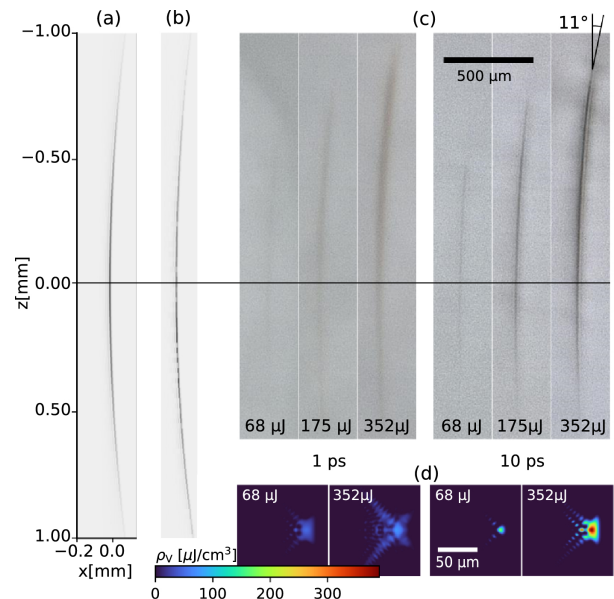 (a)
(b)
(c)
11°
−1.00
500 μm
−0.50
0.00
z[mm]
0.50
68 μJ
175 μJ
352μJ
68 μJ
175μJ
352μJ
1 ps
10 ps
(d)
68 μJ
352μJ
68 μJ
352μJ
50 μm
1.00
−0.2
0.0
x[mm]
ρV [μJ/cm³]
0
100
200
300